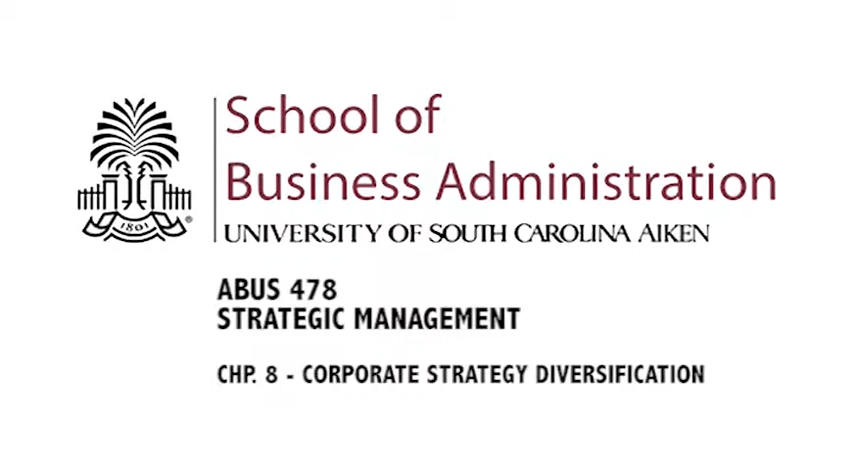 School of
Business Administration
UNIVERSITY OF SOUTH CAROLINA AIKEN
1801
®
ABUS 478
STRATEGIC MANAGEMENT
CHP. 8 - CORPORATE STRATEGY DIVERSIFICATION